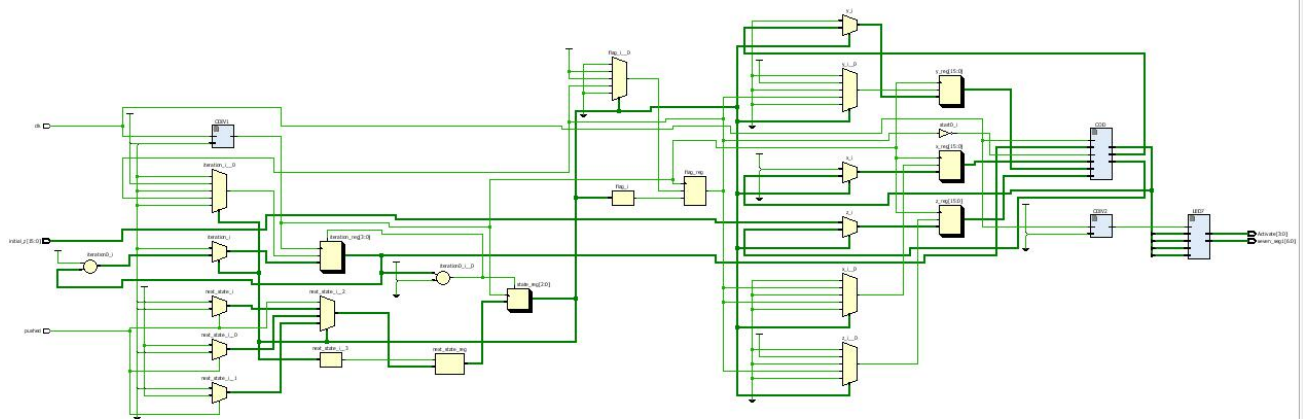 y_i
flag_i__0
y_i__0
y_reg[15:0]
clk
CDIV1
start0_i
COD
iteration_i__0
x_i
x_reg[15:0]
flag_reg
flag_i
z_i
z_reg[15:0]
CDIV2
LED7
initial_z[15:0]
iteration_i
iteration_reg[3:0]
Activate[3:0]
seven_seg1[6:0]
iteration0_i
iteration0_i__0
x_i__0
next_state_i
next_state_i__2
state_reg[2:0]
pushed
next_state_i__0
next_state_i__3
next_state_reg
z_i__0
next_state_i__1